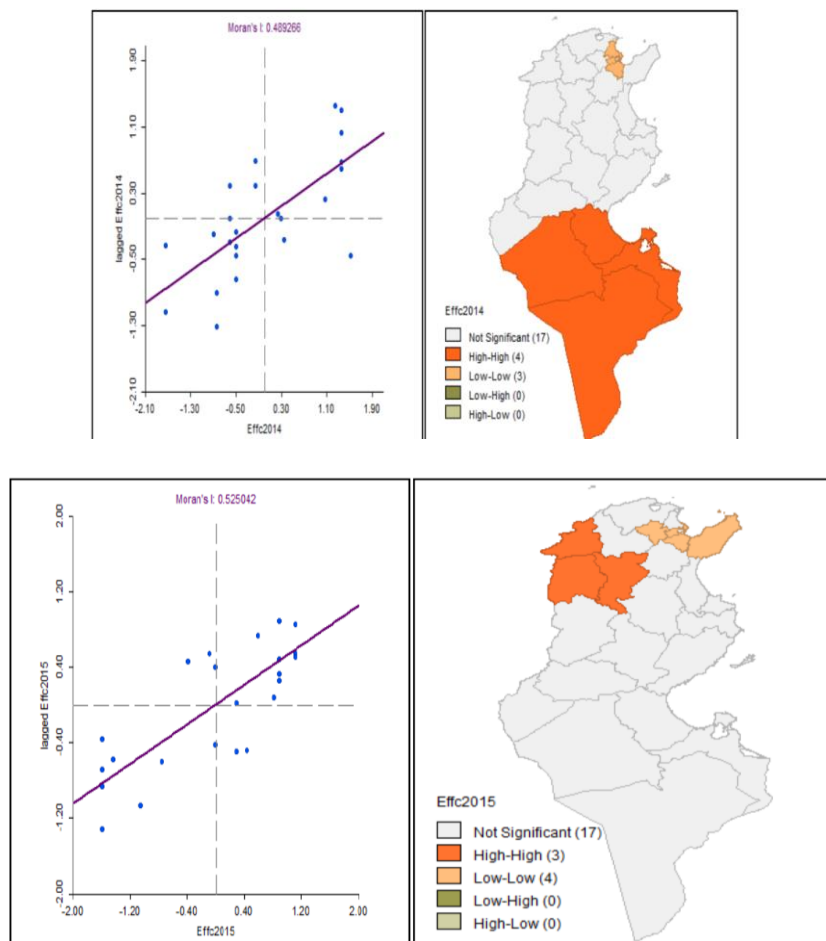 Moran's I: 0.489266
1.90
1.10
0.30
-0.50
-1.30
-2.10
lagged Effc2014
-2.10 -1.30 -0.50 0.30 1.10 1.90
Effc2014
Effc2014
Not Significant (17)
High-High (4)
Low-Low (3)
Low-High (0)
High-Low (0)
Moran's I: 0.525042
2.00
1.20
0.40
-0.40
-1.20
-2.00
lagged Effc2015
-2.00 -1.20 -0.40 0.40 1.20 2.00
Effc2015
Effc2015
Not Significant (17)
High-High (3)
Low-Low (4)
Low-High (0)
High-Low (0)